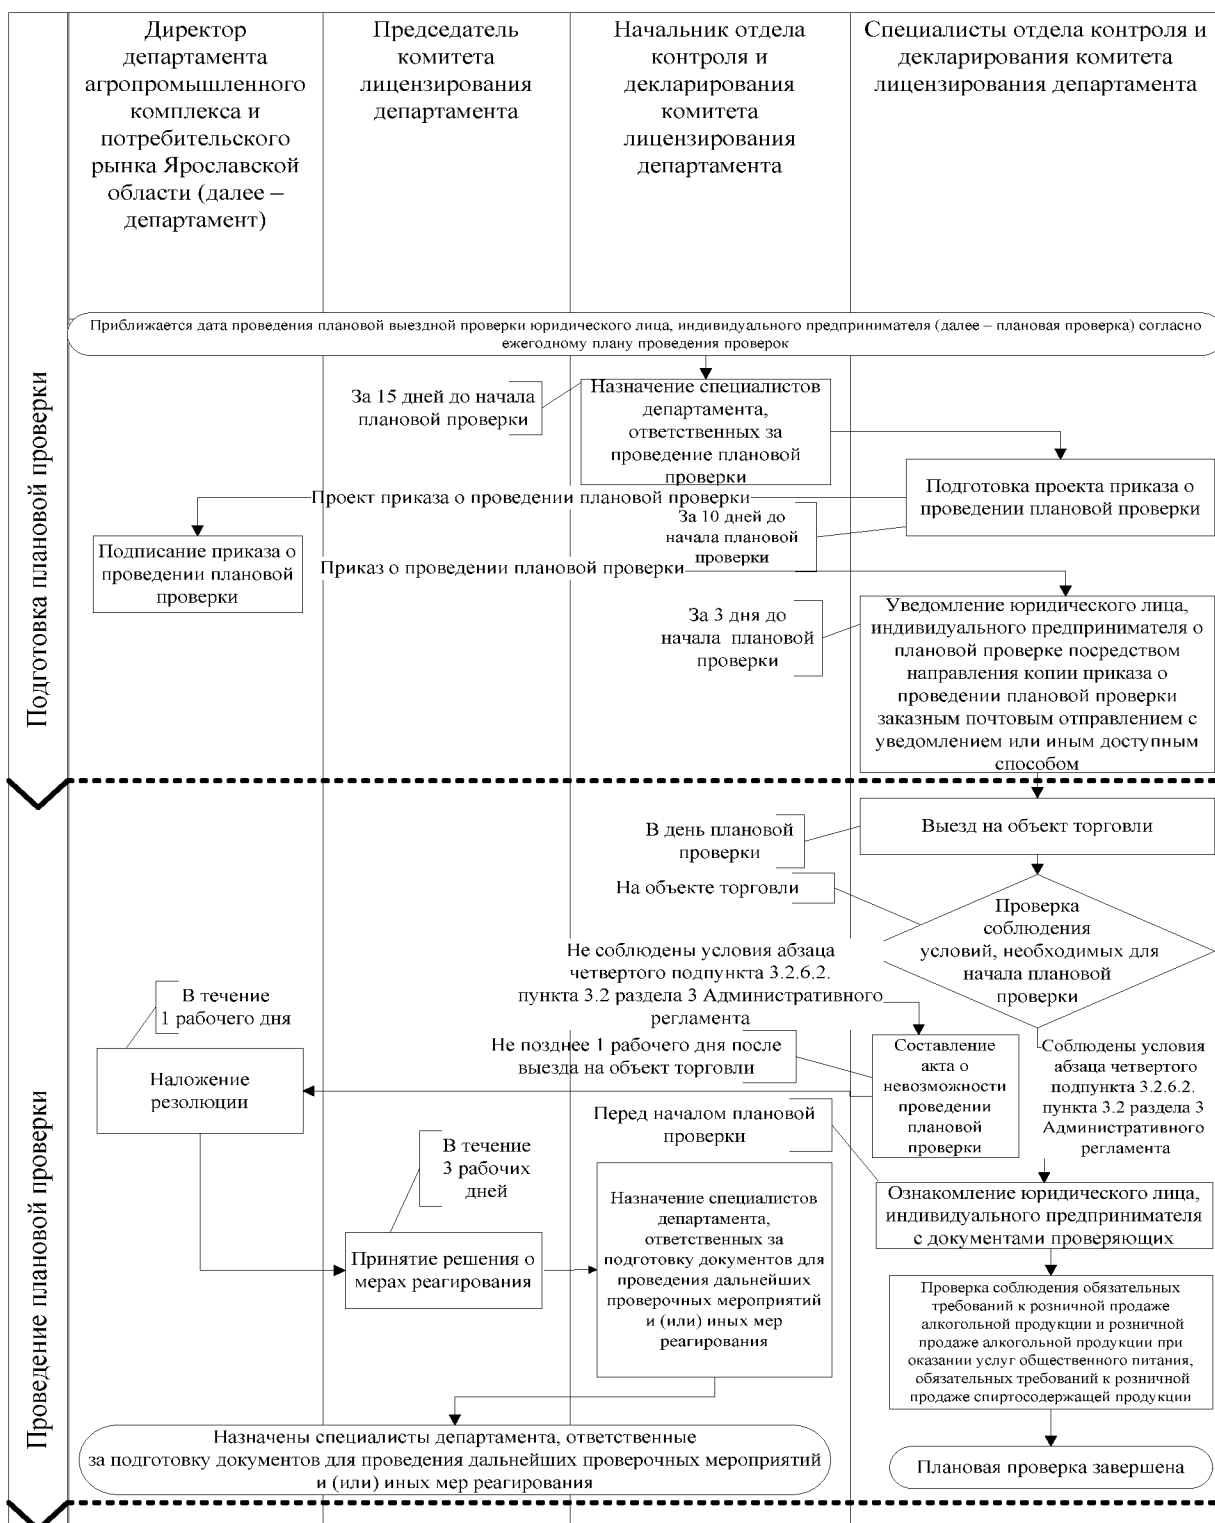 Директор
департамента
агропромышленного
комплекса и
потребительского
рынка Ярославской
области (далее –
департамент)
Председатель
комитета
лицензирования
департамента
Начальник отдела
контроля и
декларирования
комитета
лицензирования
департамента
Специалисты отдела контроля и
декларирования комитета
лицензирования департамента
Подготовка плановой проверки
Приближается дата проведения плановой выездной проверки юридического лица, индивидуального предпринимателя (далее – плановая проверка) согласно
ежегодному плану проведения проверок
За 15 дней до начала
плановой проверки
Назначение специалистов
департамента,
ответственных за
проведение плановой
проверки
Подготовка проекта приказа о
проведении плановой проверки
Проект приказа о проведении плановой проверки
За 10 дней до
начала плановой
проверки
Подписание приказа о
проведении плановой
проверки
Приказ о проведении плановой проверки
За 3 дня до
начала плановой
проверки
Уведомление юридического лица,
индивидуального предпринимателя о
плановой проверке посредством
направления копии приказа о
проведении плановой проверки
заказным почтовым отправлением с
уведомлением или иным доступным
способом
Проведение плановой проверки
В день плановой
проверки
Выезд на объект торговли
На объекте торговли
Проверка
соблюдения
условий, необходимых для
начала плановой
проверки
Не соблюдены условия абзаца
четвертого подпункта 3.2.6.2.
пункта 3.2 раздела 3 Административного
регламента
В течение
1 рабочего дня
Наложение
резолюции
Не позднее 1 рабочего дня после
выезда на объект торговли
Составление
акта о
невозможности
проведении
плановой
проверки
Соблюдены условия
абзаца четвертого
подпункта 3.2.6.2.
пункта 3.2 раздела 3
Административного
регламента
Перед началом плановой
проверки
В течение
3 рабочих
дней
Принятие решения о
мерах реагирования
Назначение специалистов
департамента,
ответственных за
подготовку документов для
проведения дальнейших
проверочных мероприятий
и (или) иных мер
реагирования
Ознакомление юридического лица,
индивидуального предпринимателя
с документами проверяющих
Проверка соблюдения обязательных
требований к розничной продаже
алкогольной продукции и розничной
продаже алкогольной продукции при
оказании услуг общественного питания,
обязательных требований к розничной
продаже спиртосодержащей продукции
Назначены специалисты департамента, ответственные
за подготовку документов для проведения дальнейших проверочных мероприятий
и (или) иных мер реагирования
Плановая проверка завершена